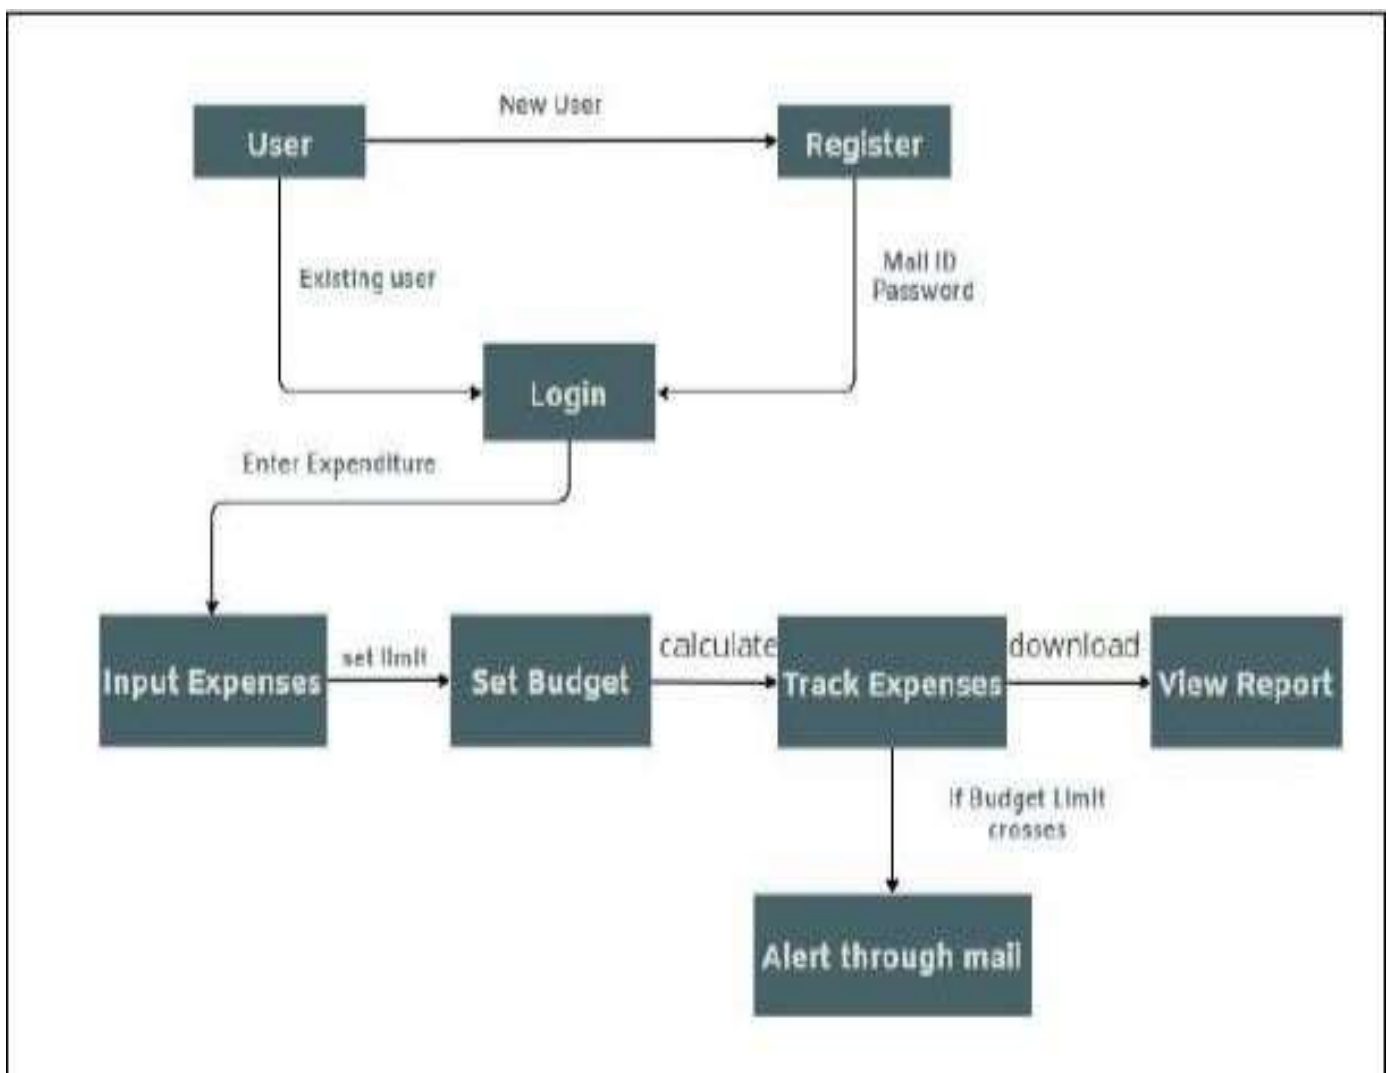 New User
User
Register
Existing user
Mail ID
Password
Login
Enter Expenditure
Input Expenses
set limit
Set Budget
calculate
Track Expenses
download
View Report
If Budget Limit
crosses
Alert through mail